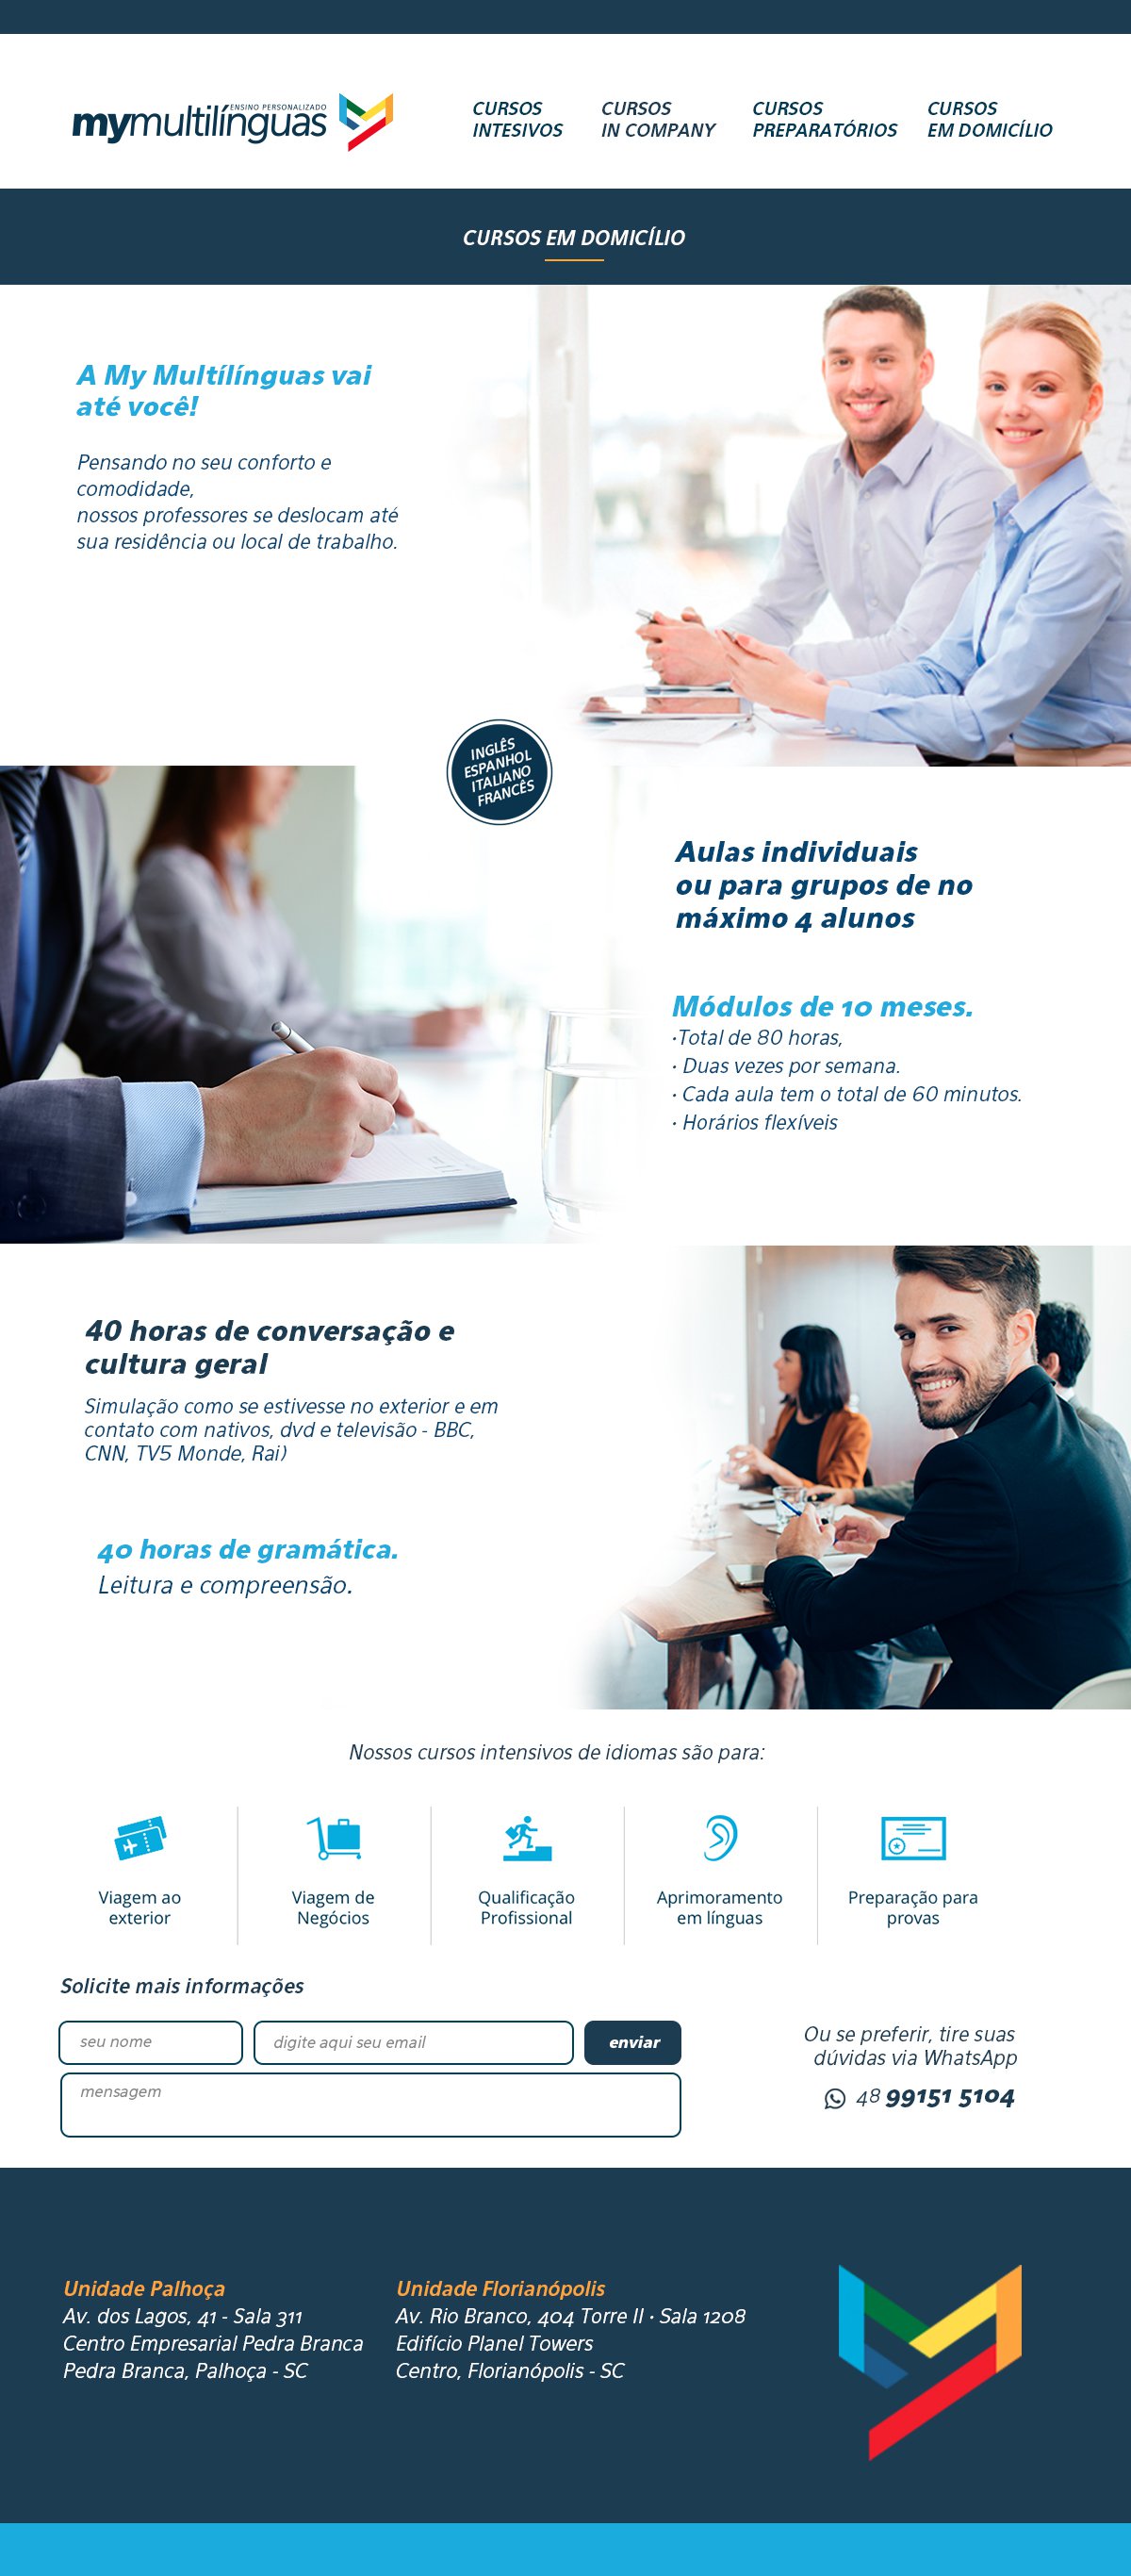 ENSINO PERSONALIZADO
mymultilínguas
CURSOS
INTESIVOS
CURSOS
IN COMPANY
CURSOS
PREPARATÓRIOS
CURSOS
EM DOMICÍLIO
CURSOS EM DOMICÍLIO
A My Multílínguas vai
até você!
Pensando no seu conforto e
comodidade,
nossos professores se deslocam até
sua residência ou local de trabalho.
INGLÊS
ESPANHOL
ITALIANO
FRANCÊS
Aulas individuais
ou para grupos de no
máximo 4 alunos
Módulos de 10 meses.
·Total de 80 horas,
· Duas vezes por semana.
· Cada aula tem o total de 60 minutos.
· Horários flexíveis
40 horas de conversação e
cultura geral
Simulação como se estivesse no exterior e em
contato com nativos, dvd e televisão - BBC,
CNN, TV5 Monde, Rai)
40 horas de gramática.
Leitura e compreensão.
Nossos cursos intensivos de idiomas são para:
Viagem ao
exterior
Viagem de
Negócios
Qualificação
Profissional
Aprimoramento
em línguas
Preparação para
provas
Solicite mais informações
seu nome
digite aqui seu email
enviar
mensagem
Ou se preferir, tire suas
dúvidas via WhatsApp
48 99151 5104
Unidade Palhoça
Av. dos Lagos, 41 - Sala 311
Centro Empresarial Pedra Branca
Pedra Branca, Palhoça - SC
Unidade Florianópolis
Av. Rio Branco, 404 Torre II · Sala 1208
Edifício Planel Towers
Centro, Florianópolis - SC